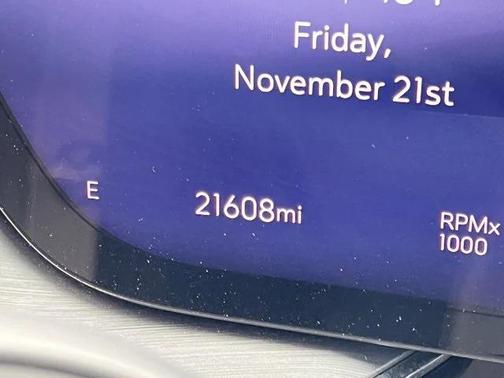 Friday,
November 21st
E
21608mi
RPMx
1000